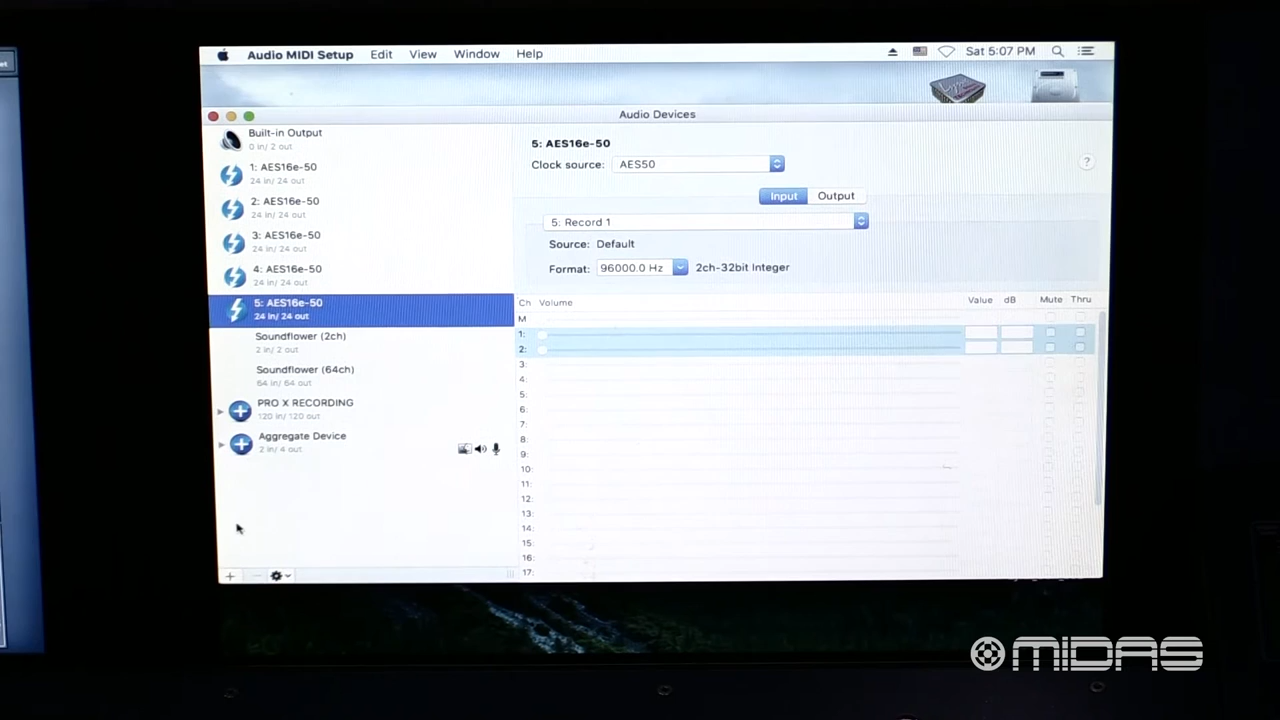 Audio MIDI Setup Edit View Window Help Sat 5:07 PM
Audio Devices
Built-in Output
0 in/ 2 out
1: AES16e-50
24 in/ 24 out
2: AES16e-50
24 in/ 24 out
3: AES16e-50
24 in/ 24 out
4: AES16e-50
24 in/ 24 out
5: AES16e-50
24 in/ 24 out
Soundflower (2ch)
2 in/ 2 out
Soundflower (64ch)
64 in/ 64 out
PRO X RECORDING
120 in/ 120 out
Aggregate Device
2 in/ 4 out
5: AES16e-50
Clock source: AES50
?
Input Output
5: Record 1
Source: Default
Format: 96000.0 Hz 2ch-32bit Integer
Ch Volume Value dB Mute Thru
M
1:
2:
3:
4:
5:
6:
7:
8:
9:
10:
11:
12:
13:
14:
15:
16:
17:
MIDAS